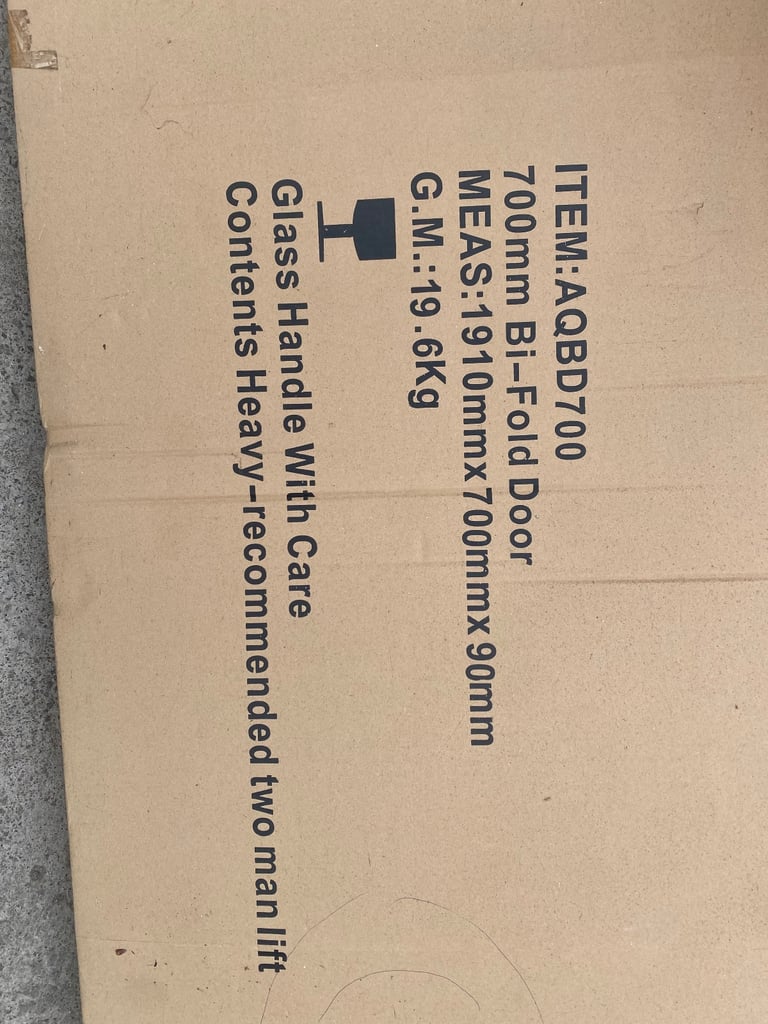 ITEM:AQBD700
700mm Bi-Fold Door
MEAS:1910mmx700mmx90mm
G.M.:19.6Kg
Glass Handle With Care
Contents Heavy-recommended two man lift